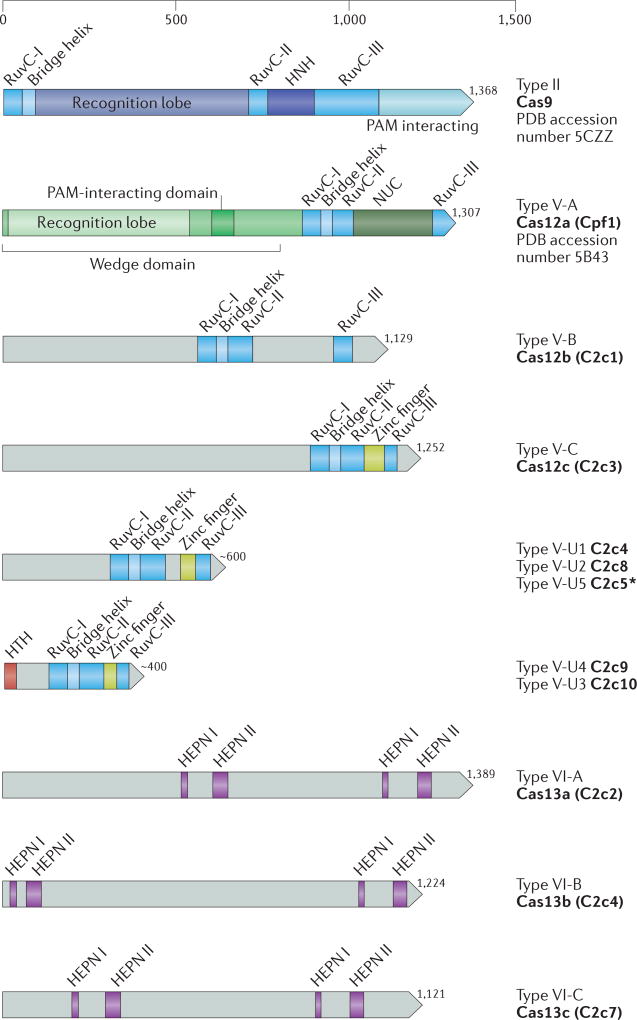 0 500 1,000 1,500
RuvC-I
Bridge helix
RuvC-II
HNH
RuvC-III
Recognition lobe
1,368
PAM interacting
Type II
Cas9
PDB accession
number 5CZZ
PAM-interacting domain
RuvC-I
Bridge helix
RuvC-II
NUC
RuvC-III
Recognition lobe
1,307
Wedge domain
Type V-A
Cas12a (Cpf1)
PDB accession
number 5B43
RuvC-I
Bridge helix
RuvC-II
RuvC-III
1,129
Type V-B
Cas12b (C2c1)
RuvC-I
Bridge helix
RuvC-II
Zinc finger
RuvC-III
1,252
Type V-C
Cas12c (C2c3)
RuvC-I
Bridge helix
RuvC-II
Zinc finger
RuvC-III
~600
Type V-U1 C2c4
Type V-U2 C2c8
Type V-U5 C2c5*
HTH
RuvC-I
Bridge helix
RuvC-II
Zinc finger
RuvC-III
~400
Type V-U4 C2c9
Type V-U3 C2c10
HEPN I
HEPN II
HEPN I
HEPN II
1,389
Type VI-A
Cas13a (C2c2)
HEPN I
HEPN II
HEPN I
HEPN II
1,224
Type VI-B
Cas13b (C2c4)
HEPN I
HEPN II
HEPN I
HEPN II
1,121
Type VI-C
Cas13c (C2c7)